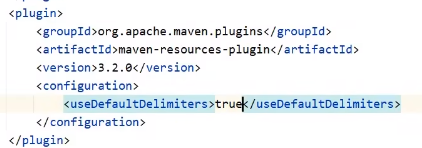 <plugin>
<groupId>org.apache.maven.plugins</groupId>
<artifactId>maven-resources-plugin</artifactId>
<version>3.2.0</version>
<configuration>
<useDefaultDelimiters>true</useDefaultDelimiters>
</configuration>
</plugin>